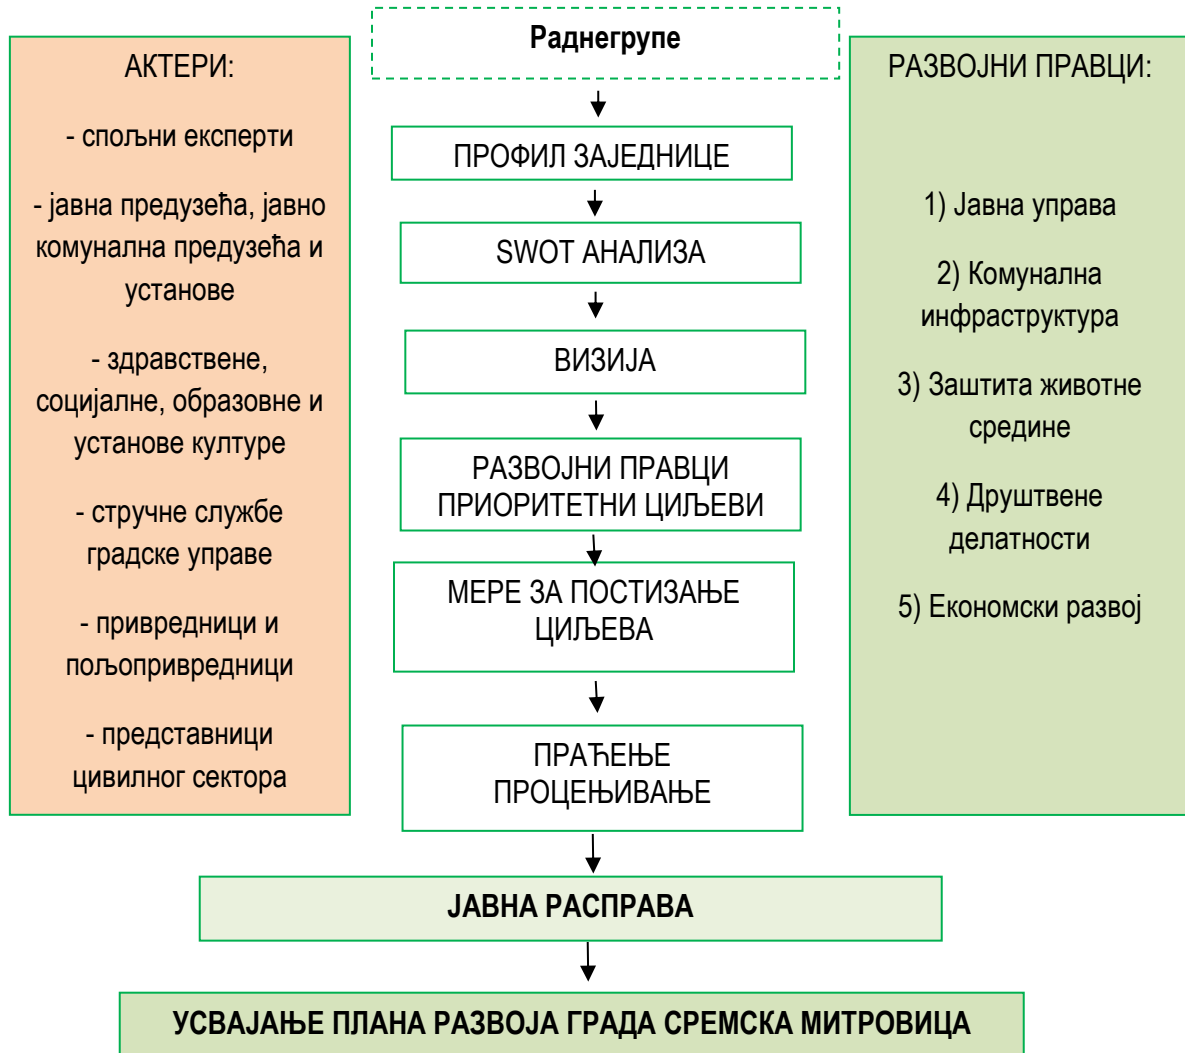 АКТЕРИ:
- спољни експерти
- јавна предузећа, јавно
комунална предузећа и
установе
- здравствене,
социјалне, образовне и
установе културе
- стручне службе
градске управе
- привредници и
пољопривредници
- представници
цивилног сектора
Раднегрупе
ПРОФИЛ ЗАЈЕДНИЦЕ
SWOT АНАЛИЗА
ВИЗИЈА
РАЗВОЈНИ ПРАВЦИ
ПРИОРИТЕТНИ ЦИЉЕВИ
МЕРЕ ЗА ПОСТИЗАЊЕ
ЦИЉЕВА
ПРАЋЕЊЕ
ПРОЦЕЊИВАЊЕ
РАЗВОЈНИ ПРАВЦИ:
1) Јавна управа
2) Комунална
инфраструктура
3) Заштита животне
средине
4) Друштвене
делатности
5) Економски развој
ЈАВНА РАСПРАВА
УСВАЈАЊЕ ПЛАНА РАЗВОЈА ГРАДА СРЕМСКА МИТРОВИЦА